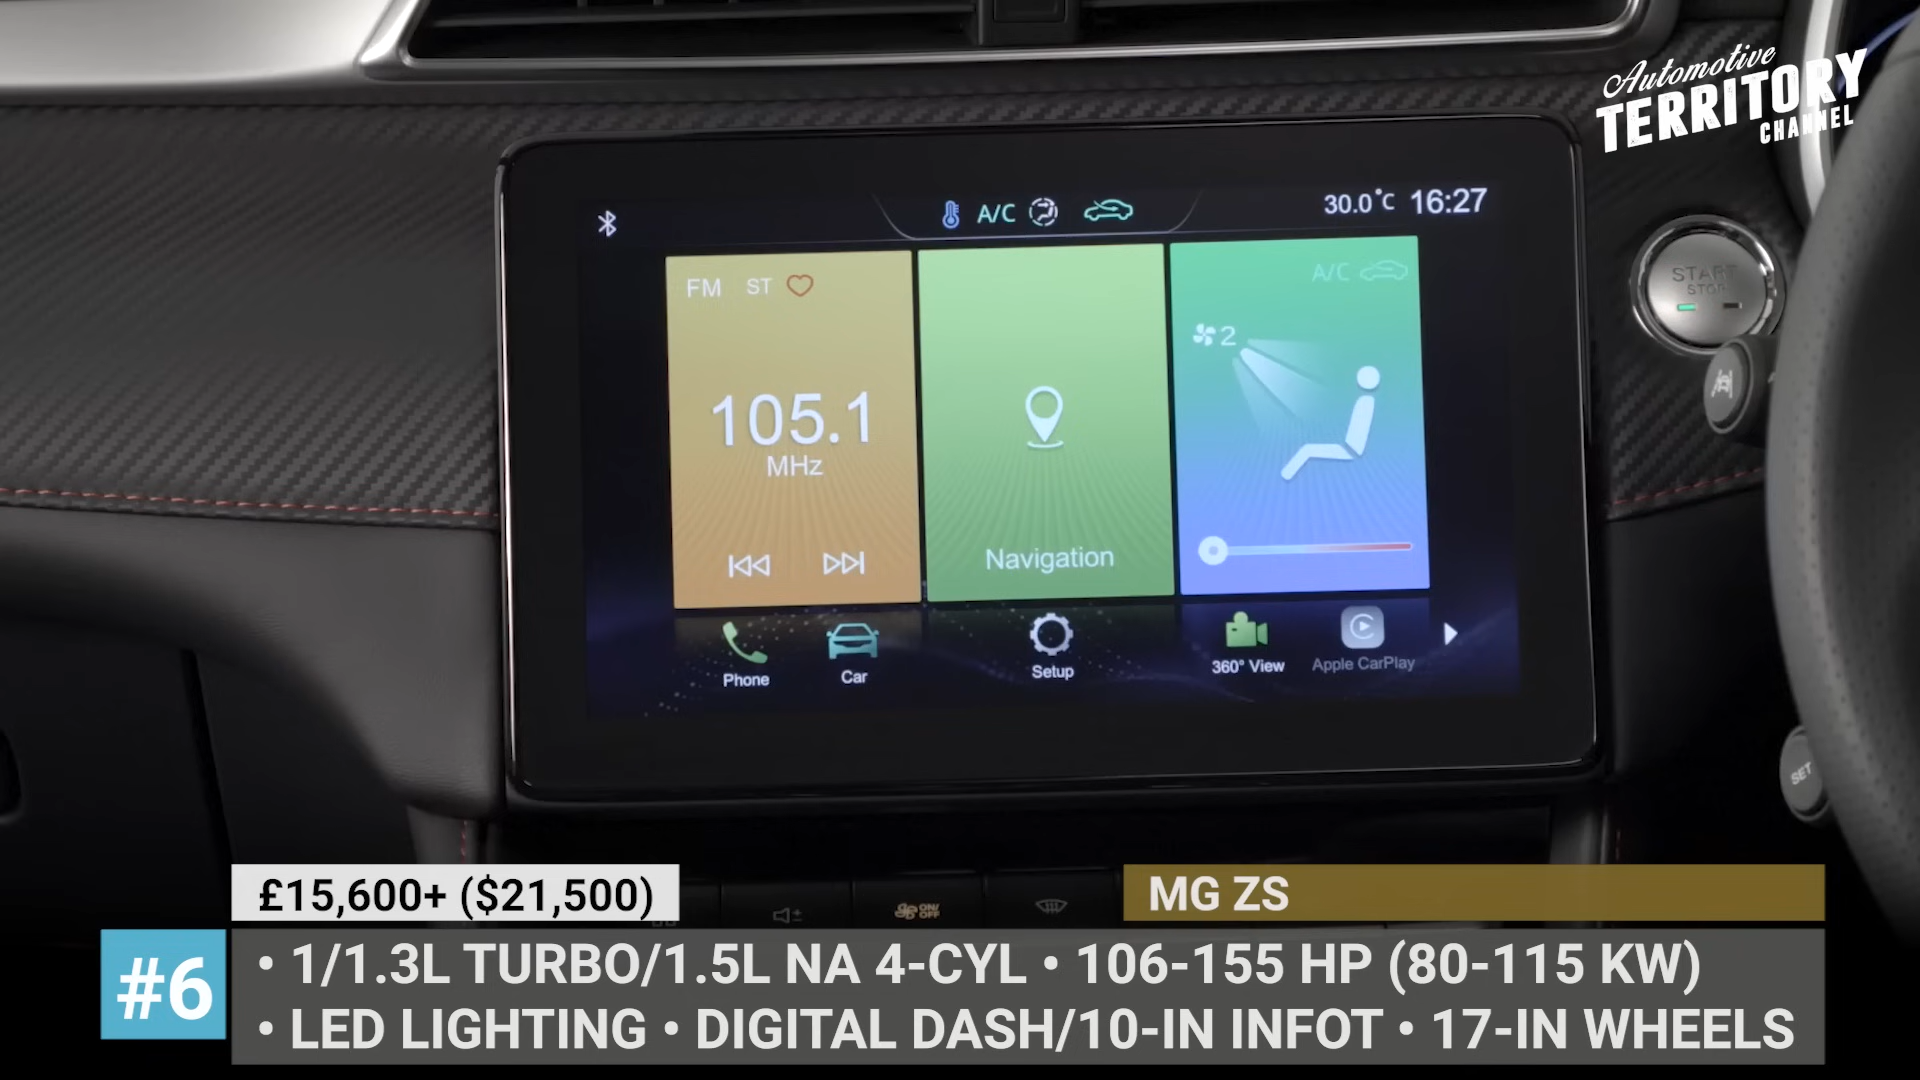 Automotive
TERRITORY
CHANNEL
A/C
30.0°C 16:27
FM ST
A/C
2
105.1
MHz
Navigation
START
STOP
Phone
Car
Setup
360° View
Apple CarPlay
SET
ON/
OFF
£15,600+ ($21,500)
MG ZS
#6
• 1/1.3L TURBO/1.5L NA 4-CYL • 106-155 HP (80-115 KW)
• LED LIGHTING • DIGITAL DASH/10-IN INFOT • 17-IN WHEELS